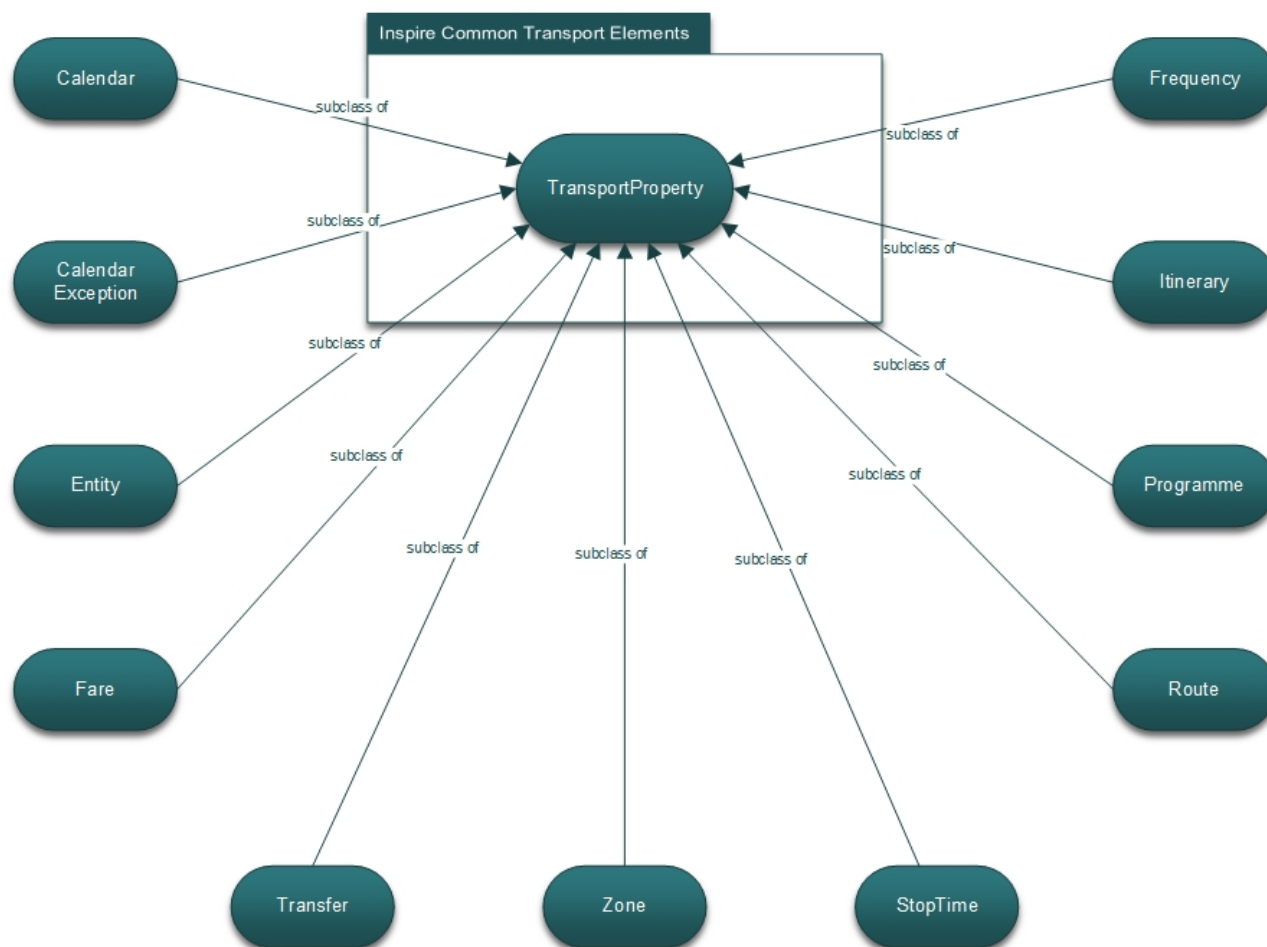 Inspire Common Transport Elements
Calendar
Frequency
subclass of
subclass of
TransportProperty
subclass of
subclass of
Calendar
Exception
Itinerary
subclass of
subclass of
Entity
Programme
subclass of
subclass of
subclass of
subclass of
subclass of
Fare
Route
Transfer
Zone
StopTime